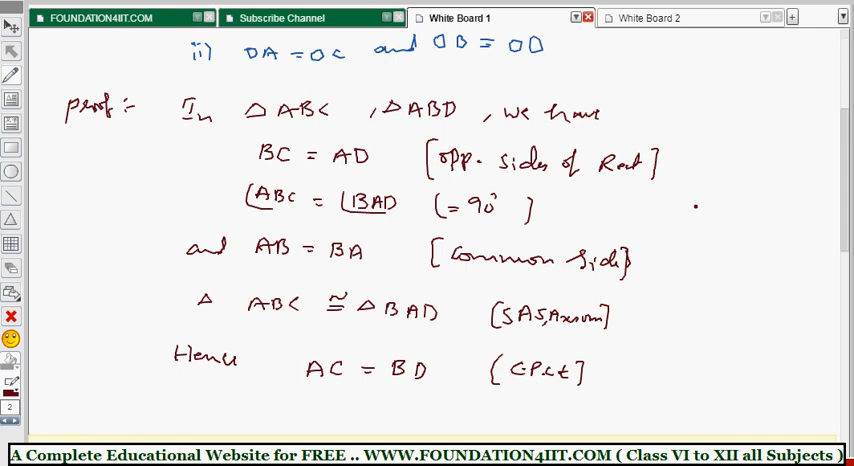 FOUNDATION4IIT.COM Subscribe Channel White Board 1 White Board 2
ii) OA = OC and OB = OD
Proof :- In △ ABC , △ ABD , we have
BC = AD [opp. sides of Rect]
∠ABC = ∠BAD (= 90° )
and AB = BA [Common Side]
△ ABC ≅ △ BAD [SAS, Axiom]
Hence AC = BD [C.P.C.t]
2
A Complete Educational Website for FREE .. WWW.FOUNDATION4IIT.COM ( Class VI to XII all Subjects )